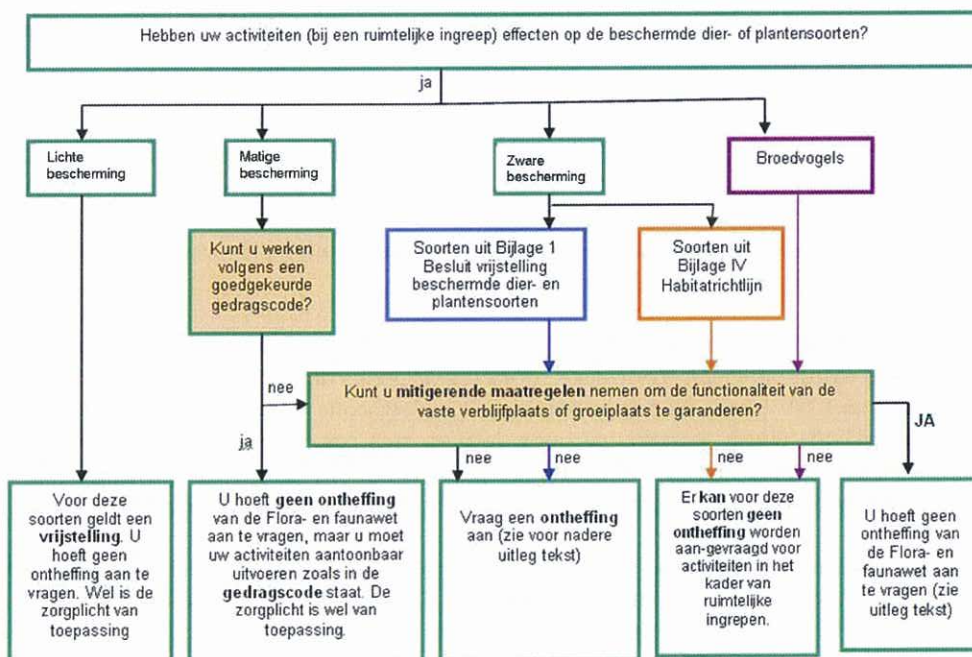 Hebben uw activiteiten (bij een ruimtelijke ingreep) effecten op de beschermde dier- of plantensoorten?
ja
Lichte
bescherming
Matige
bescherming
Zware
bescherming
Broedvogels
Kunt u werken
volgens een
goedgekeurde
gedragscode?
Soorten uit Bijlage 1
Besluit vrijstelling
beschermde dier- en
plantensoorten
Soorten uit
Bijlage IV
Habitatrichtlijn
nee
Kunt u mitigerende maatregelen nemen om de functionaliteit van de
vaste verblijfplaats of groeiplaats te garanderen?
JA
ja
nee
nee
nee
nee
Voor deze
soorten geldt een
vrijstelling. U
hoeft geen
ontheffing aan te
vragen. Wel is de
zorgplicht van
toepassing
U hoeft geen ontheffing
van de Flora- en faunawet
aan te vragen, maar u moet
uw activiteiten aantoonbaar
uitvoeren zoals in de
gedragscode staat. De
zorgplicht is wel van
toepassing.
Vraag een ontheffing
aan (zie voor nadere
uitleg tekst)
Er kan voor deze
soorten geen
ontheffing worden
aan-gevraagd voor
activiteiten in het
kader van
ruimtelijke
ingrepen.
U hoeft geen
ontheffing van
de Flora- en
faunawet aan
te vragen (zie
uitleg tekst)